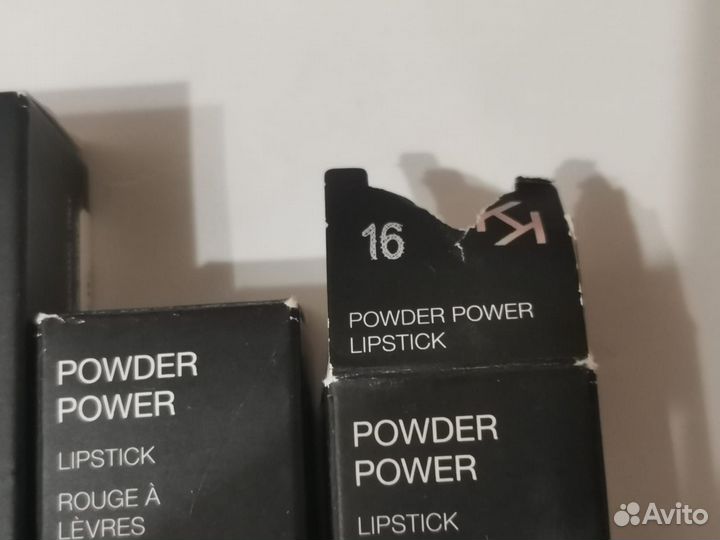 POWDER
POWER
LIPSTICK
ROUGE À
LÈVRES
16
POWDER POWER
LIPSTICK
POWDER
POWER
LIPSTICK
Avito